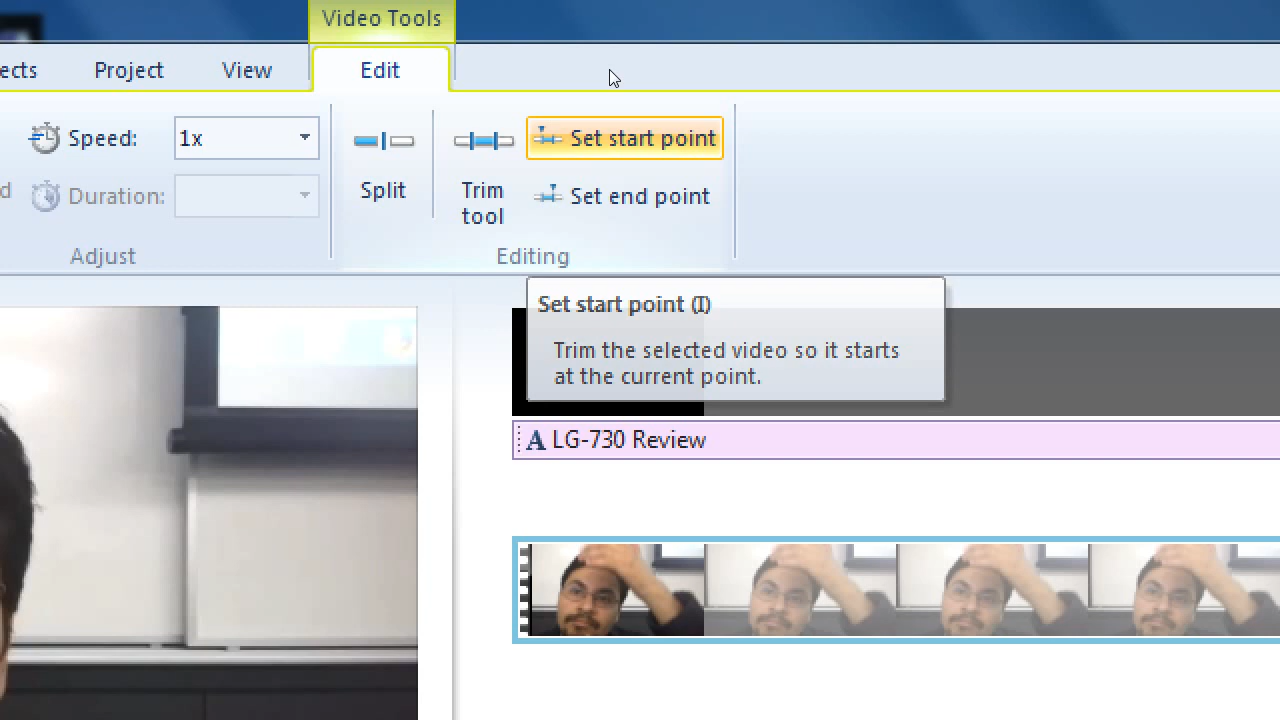 Video Tools
ects Project View Edit
Speed: 1x
Split
Trim tool
Set start point
d Duration:
Set end point
Adjust
Editing
Set start point (I)
Trim the selected video so it starts
at the current point.
A LG-730 Review